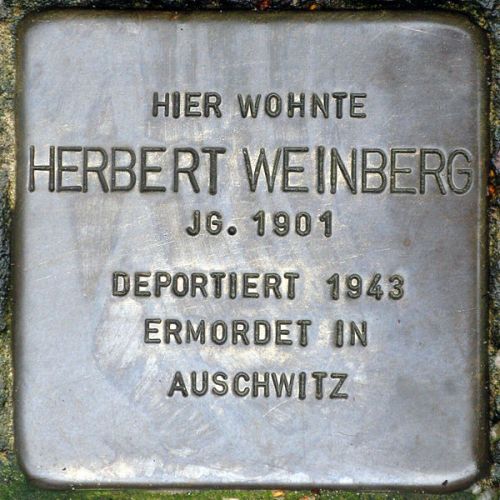 HIER WOHNTE
HERBERT WEINBERG
JG. 1901
DEPORTIERT 1943
ERMORDET IN
AUSCHWITZ